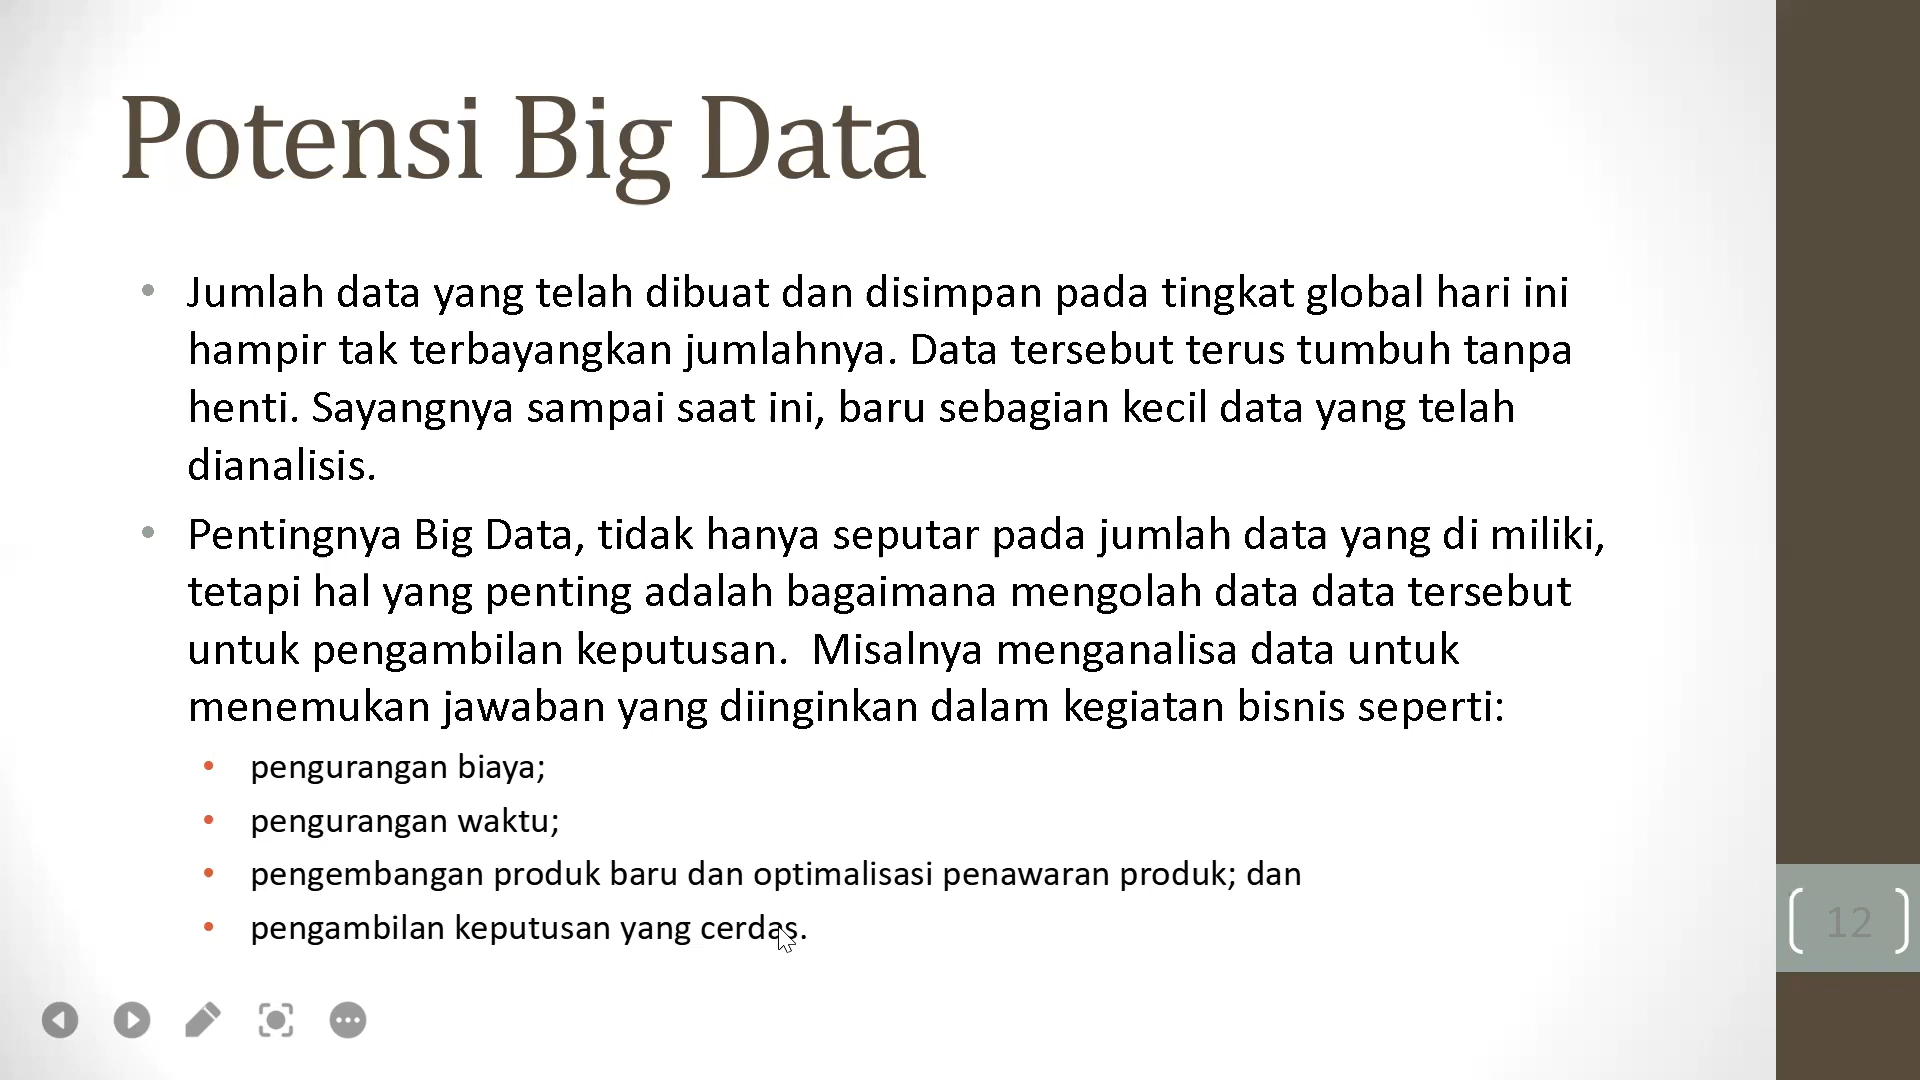 Potensi Big Data
• Jumlah data yang telah dibuat dan disimpan pada tingkat global hari ini
hampir tak terbayangkan jumlahnya. Data tersebut terus tumbuh tanpa
henti. Sayangnya sampai saat ini, baru sebagian kecil data yang telah
dianalisis.
• Pentingnya Big Data, tidak hanya seputar pada jumlah data yang di miliki,
tetapi hal yang penting adalah bagaimana mengolah data data tersebut
untuk pengambilan keputusan.  Misalnya menganalisa data untuk
menemukan jawaban yang diinginkan dalam kegiatan bisnis seperti:
• pengurangan biaya;
• pengurangan waktu;
• pengembangan produk baru dan optimalisasi penawaran produk; dan
• pengambilan keputusan yang cerdas.
12